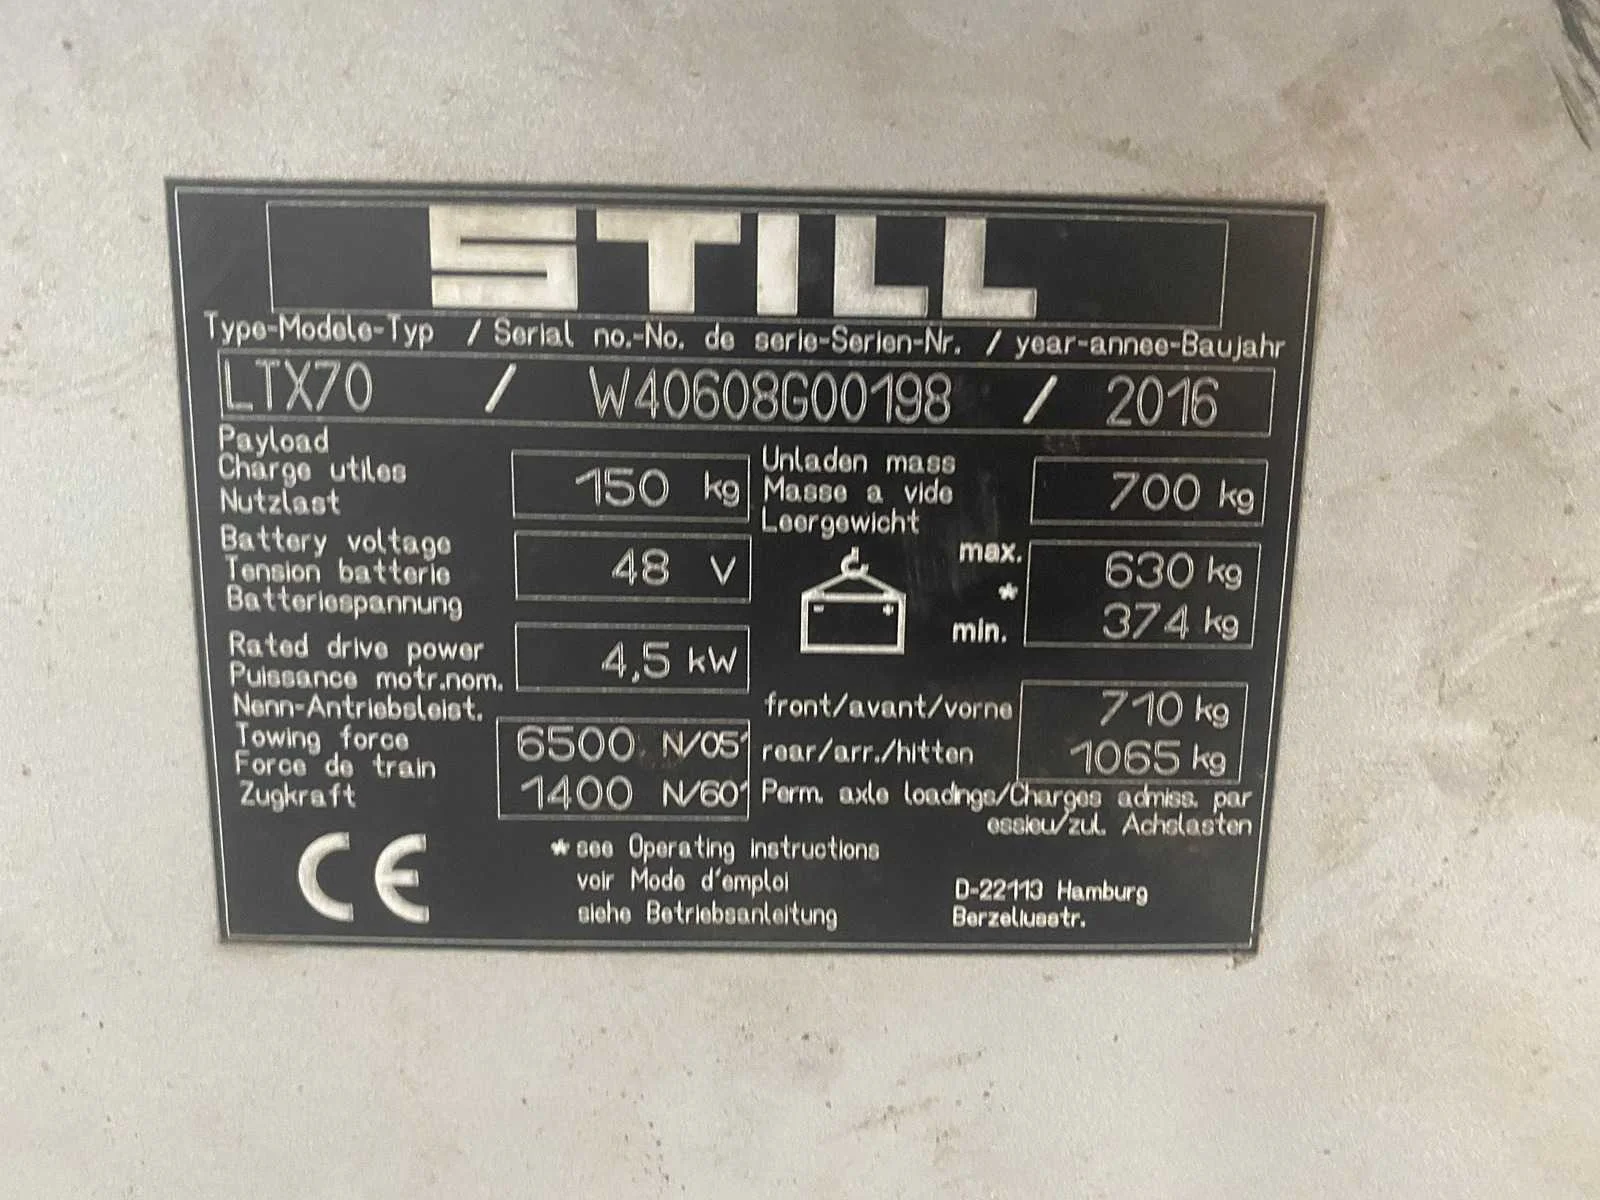 STILL
Type-Modele-Typ / Serial no.-No. de serie-Serien-Nr. / year-annee-Baujahr
LTX70 / W40608G00198 / 2016
Payload
Charge utiles
Nutzlast
150 kg
Unladen mass
Masse a vide
Leergewicht
700 kg
Battery voltage
Tension batterie
Batteriespannung
48 V
max. 630 kg
*
min. 374 kg
- +
Rated drive power
Puissance motr.nom.
Nenn-Antriebsleist.
4,5 kW
front/avant/vorne 710 kg
rear/arr./hitten 1065 kg
Towing force
Force de train
Zugkraft
6500 N/05'
1400 N/60'
Perm. axle loadings/Charges admiss. par
essieu/zul. Achslasten
CE
* see Operating instructions
voir Mode d'emploi
siehe Betriebsanleitung
D-22113 Hamburg
Berzeliusstr.